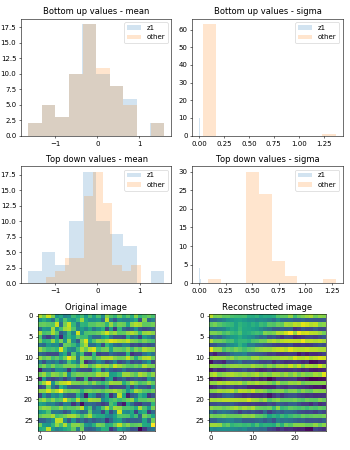 Bottom up values - mean
Bottom up values - sigma
17.5
15.0
12.5
10.0
7.5
5.0
2.5
0.0
z1
other
−1 0 1
60
50
40
30
20
10
0
z1
other
0.00 0.25 0.50 0.75 1.00 1.25
Top down values - mean
Top down values - sigma
17.5
15.0
12.5
10.0
7.5
5.0
2.5
0.0
z1
other
−1 0 1
30
25
20
15
10
5
0
z1
other
0.00 0.25 0.50 0.75 1.00 1.25
Original image
Reconstructed image
0
5
10
15
20
25
0 20
0
5
10
15
20
25
0 10 20